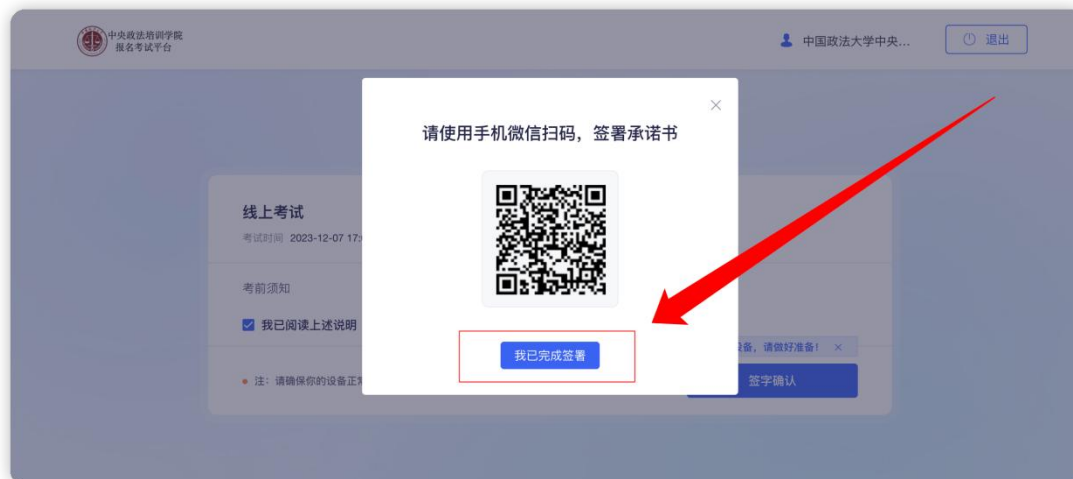 中央政法培训学院
报名考试平台
中国政法大学中央...
退出
请使用手机微信扫码，签署承诺书
线上考试
考试时间 2023-12-07 17:
考前须知
我已阅读上述说明
设备，请做好准备！
我已完成签署
注：请确保你的设备正常
签字确认